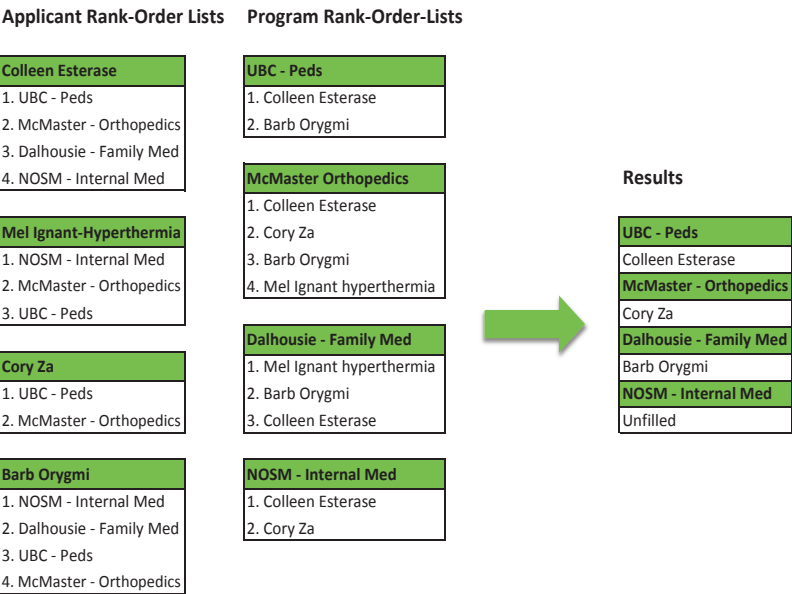 Applicant Rank-Order Lists
Colleen Esterase
1. UBC - Peds
2. McMaster - Orthopedics
3. Dalhousie - Family Med
4. NOSM - Internal Med
Mel Ignant-Hyperthermia
1. NOSM - Internal Med
2. McMaster - Orthopedics
3. UBC - Peds
Cory Za
1. UBC - Peds
2. McMaster - Orthopedics
Barb Orygmi
1. NOSM - Internal Med
2. Dalhousie - Family Med
3. UBC - Peds
4. McMaster - Orthopedics
Program Rank-Order-Lists
UBC - Peds
1. Colleen Esterase
2. Barb Orygmi
McMaster Orthopedics
1. Colleen Esterase
2. Cory Za
3. Barb Orygmi
4. Mel Ignant hyperthermia
Dalhousie - Family Med
1. Mel Ignant hyperthermia
2. Barb Orygmi
3. Colleen Esterase
NOSM - Internal Med
1. Colleen Esterase
2. Cory Za
Results
UBC - Peds
Colleen Esterase
McMaster - Orthopedics
Cory Za
Dalhousie - Family Med
Barb Orygmi
NOSM - Internal Med
Unfilled